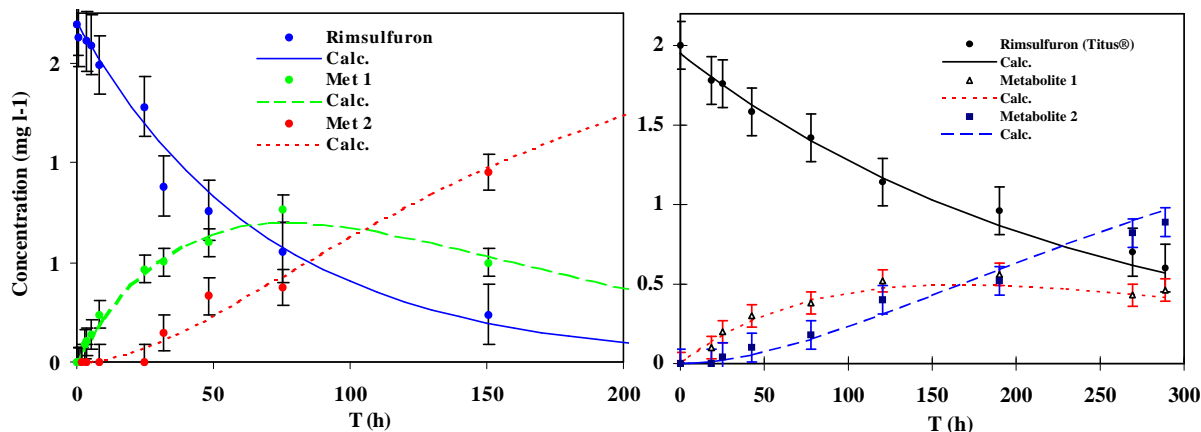 Concentration (mg l-1)
2
1
1
0
0
50
100
150
200
T (h)
Rimsulfuron
Calc.
Met 1
Calc.
Met 2
Calc.
2
1.5
1
0.5
0
0
50
100
150
200
250
300
T (h)
Rimsulfuron (Titus®)
Calc.
Metabolite 1
Calc.
Metabolite 2
Calc.